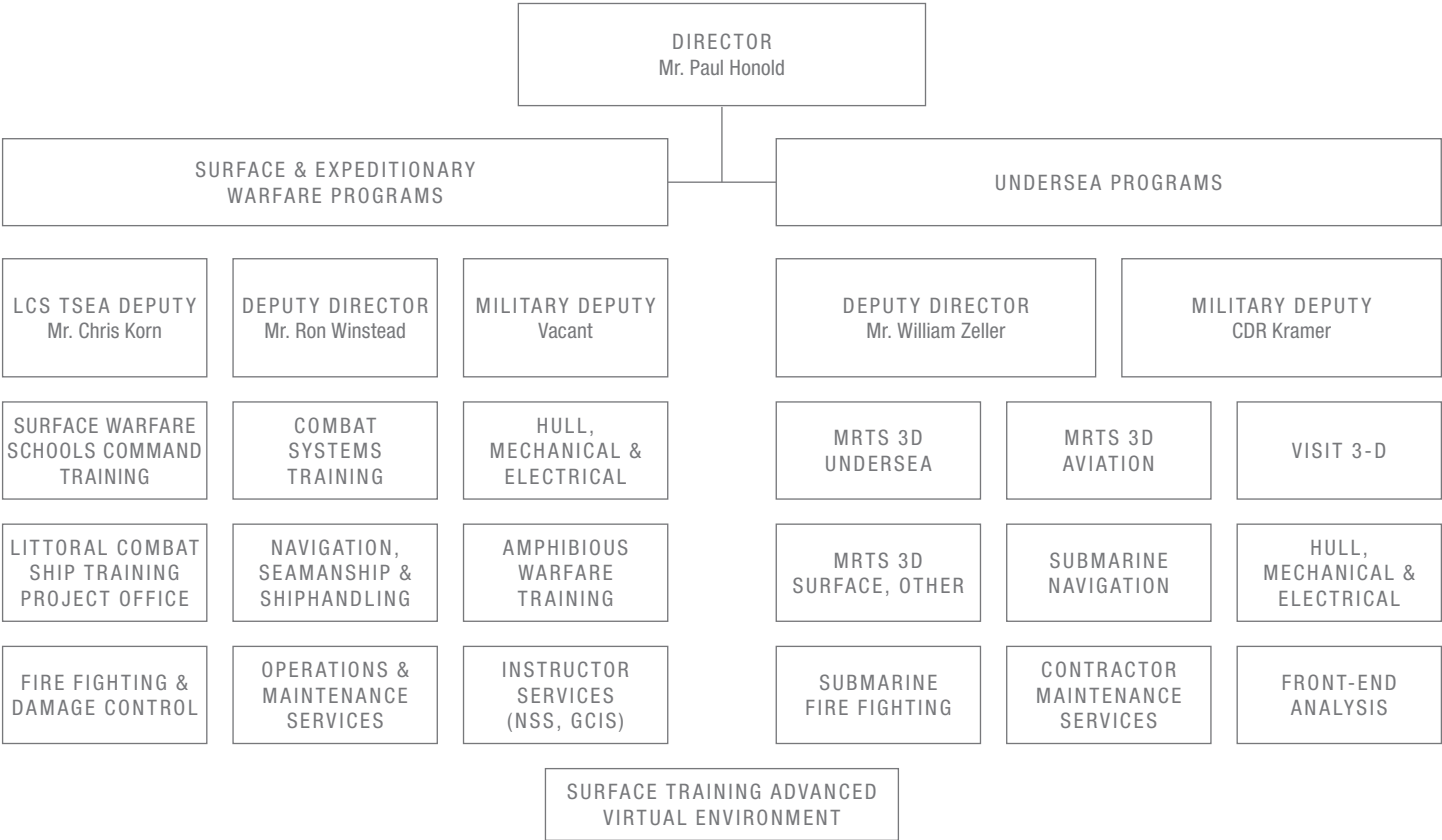 DIRECTOR
Mr. Paul Honold
SURFACE & EXPEDITIONARY
WARFARE PROGRAMS
UNDERSEA PROGRAMS
LCS TSEA DEPUTY
Mr. Chris Korn
DEPUTY DIRECTOR
Mr. Ron Winstead
MILITARY DEPUTY
Vacant
DEPUTY DIRECTOR
Mr. William Zeller
MILITARY DEPUTY
CDR Kramer
SURFACE WARFARE
SCHOOLS COMMAND
TRAINING
COMBAT
SYSTEMS
TRAINING
HULL,
MECHANICAL &
ELECTRICAL
MRTS 3D
UNDERSEA
MRTS 3D
AVIATION
VISIT 3-D
LITTORAL COMBAT
SHIP TRAINING
PROJECT OFFICE
NAVIGATION,
SEAMANSHIP &
SHIPHANDLING
AMPHIBIOUS
WARFARE
TRAINING
MRTS 3D
SURFACE, OTHER
SUBMARINE
NAVIGATION
HULL,
MECHANICAL &
ELECTRICAL
FIRE FIGHTING &
DAMAGE CONTROL
OPERATIONS &
MAINTENANCE
SERVICES
INSTRUCTOR
SERVICES
(NSS, GCIS)
SUBMARINE
FIRE FIGHTING
CONTRACTOR
MAINTENANCE
SERVICES
FRONT-END
ANALYSIS
SURFACE TRAINING ADVANCED
VIRTUAL ENVIRONMENT